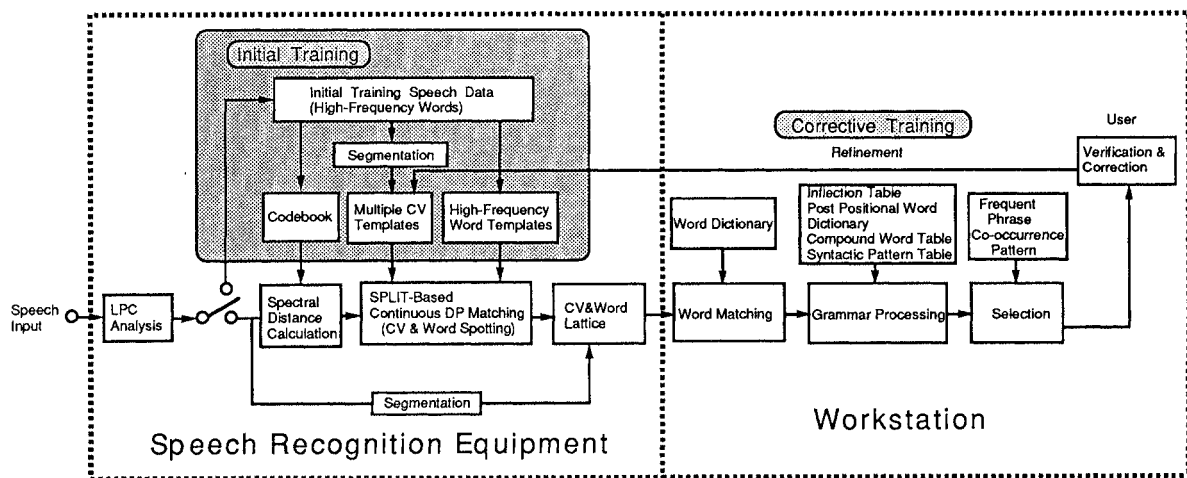 Initial Training
Initial Training Speech Data
(High-Frequency Words)
Segmentation
Codebook
Multiple CV
Templates
High-Frequency
Word Templates
Speech
Input
LPC
Analysis
Spectral
Distance
Calculation
SPLIT-Based
Continuous DP Matching
(CV & Word Spotting)
CV&Word
Lattice
Segmentation
Speech Recognition Equipment
Corrective Training
Refinement
User
Verification &
Correction
Word Dictionary
Inflection Table
Post Positional Word
Dictionary
Compound Word Table
Syntactic Pattern Table
Frequent
Phrase
Co-occurrence
Pattern
Word Matching
Grammar Processing
Selection
Workstation